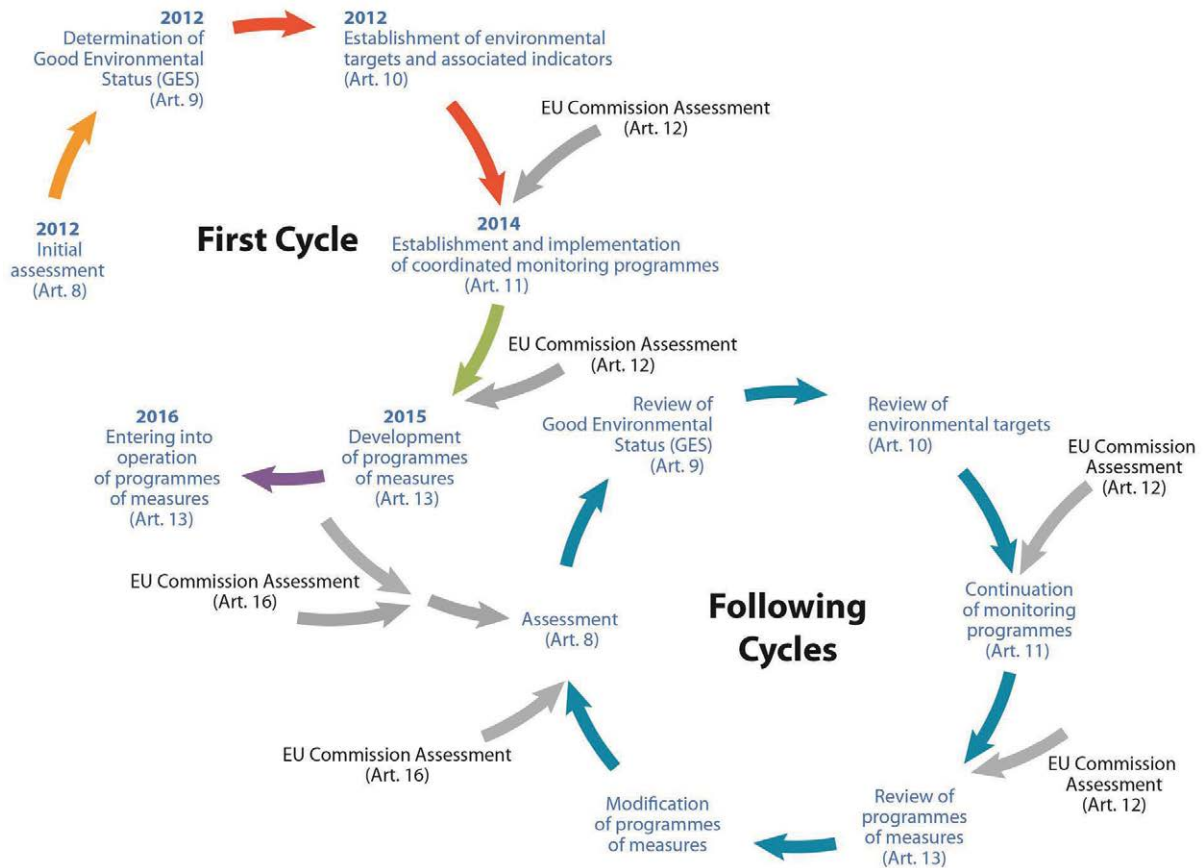 2012
Determination of
Good Environmental
Status (GES)
(Art. 9)
2012
Establishment of environmental
targets and associated indicators
(Art. 10)
EU Commission Assessment
(Art. 12)
2012
Initial
assessment
(Art. 8)
First Cycle
2014
Establishment and implementation
of coordinated monitoring programmes
(Art. 11)
EU Commission Assessment
(Art. 12)
2016
Entering into
operation
of programmes
of measures
(Art. 13)
2015
Development
of programmes
of measures
(Art. 13)
Review of
Good Environmental
Status (GES)
(Art. 9)
Review of
environmental targets
(Art. 10)
EU Commission
Assessment
(Art. 12)
EU Commission Assessment
(Art. 16)
Assessment
(Art. 8)
Following
Cycles
Continuation
of monitoring
programmes
(Art. 11)
EU Commission Assessment
(Art. 16)
EU Commission
Assessment
(Art. 12)
Modification
of programmes
of measures
Review of
programmes
of measures
(Art. 13)